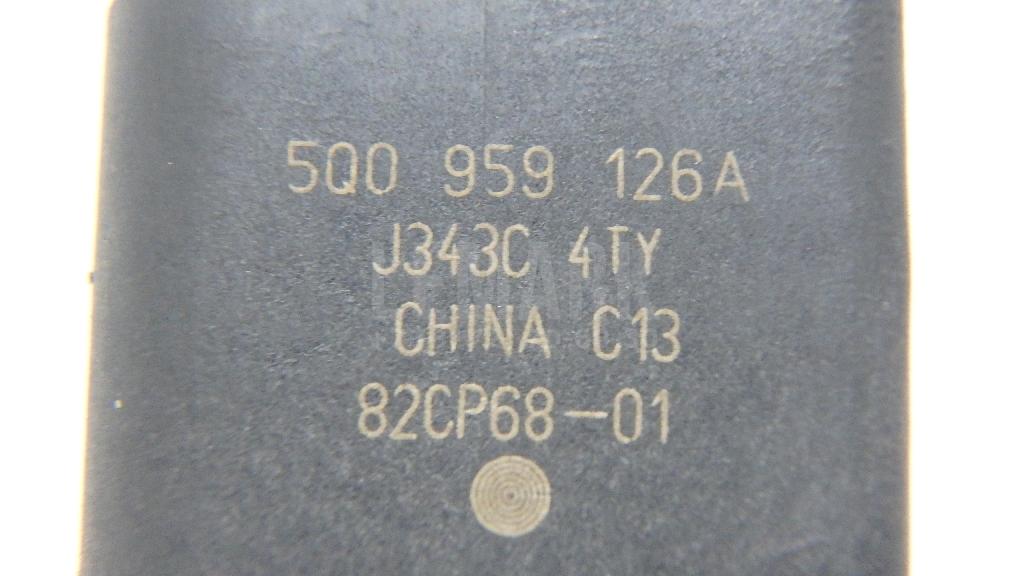 5Q0 959 126A
J343C 4TY
CHINA C13
82CP68-01